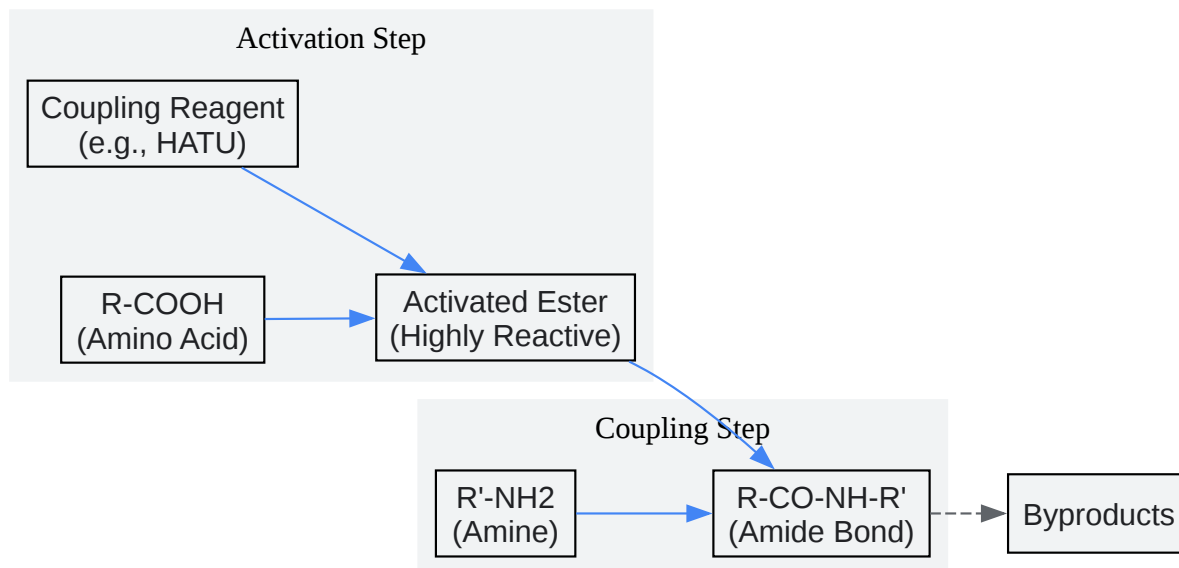 Activation Step
Coupling Reagent
(e.g., HATU)
R-COOH
(Amino Acid)
Activated Ester
(Highly Reactive)
Coupling Step
R'-NH2
(Amine)
R-CO-NH-R'
(Amide Bond)
Byproducts